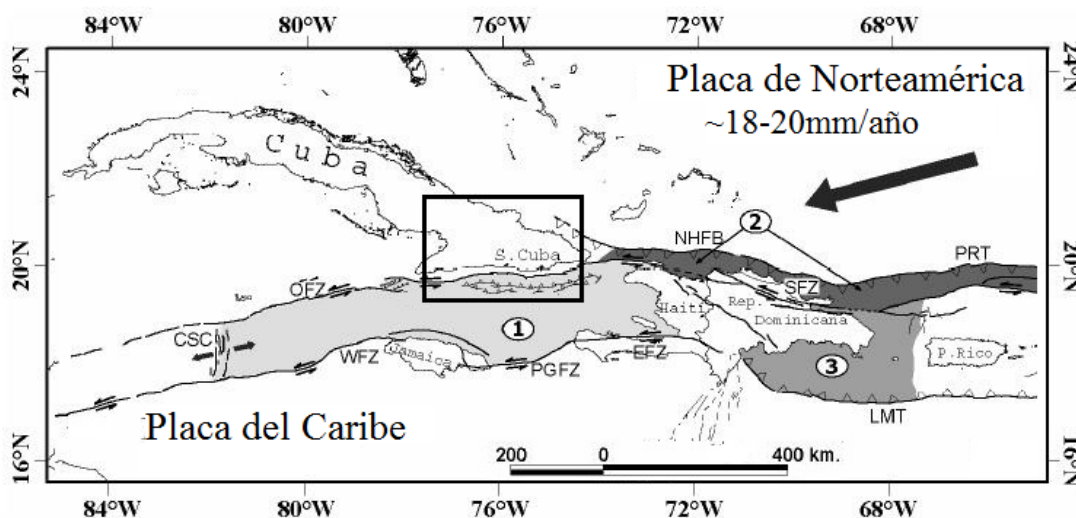 84°W 80°W 76°W 72°W 68°W
24°N 24°N
Placa de Norteamérica
~18-20mm/año
Cuba
2
NHFB
PRT
S.Cuba
20°N 20°N
OFZ
SFZ
Haití
Rep.
Dominicana
1
CSC
WFZ
Jamaica
EFZ
PGFZ
3
P.Rico
LMT
Placa del Caribe
200 0 400 km.
16°N 16°N
84°W 80°W 76°W 72°W 68°W